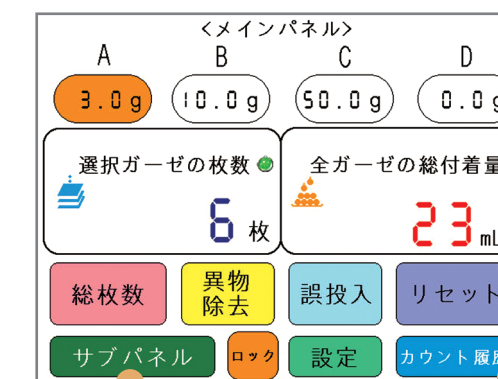 <メインパネル>
A B C D
3.0g 10.0g 50.0g 0.0g
選択ガーゼの枚数 全ガーゼの総付着量
6枚 23mL
総枚数 異物除去 誤投入 リセット
サブパネル ロック 設定 カウント履歴